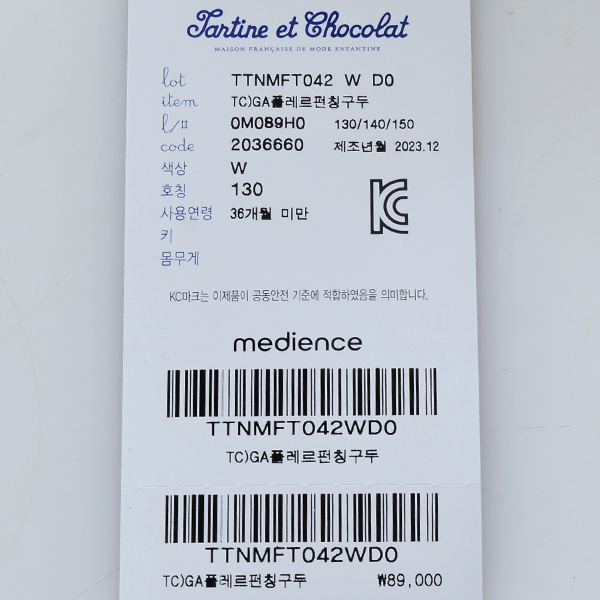 Tartine et Chocolat
MAISON FRANÇAISE DE MODE ENFANTINE
lot TTNMFT042 W D0
item TC)GA플레르펀칭구두
l/# 0M089H0 130/140/150
code 2036660 제조년월 2023.12
색상 W
호칭 130
사용연령 36개월 미만
키
몸무게
KC마크는 이제품이 공동안전 기준에 적합하였음을 의미합니다.
medience
TTNMFT042WD0
TC)GA플레르펀칭구두
TTNMFT042WD0
TC)GA플레르펀칭구두 ₩89,000